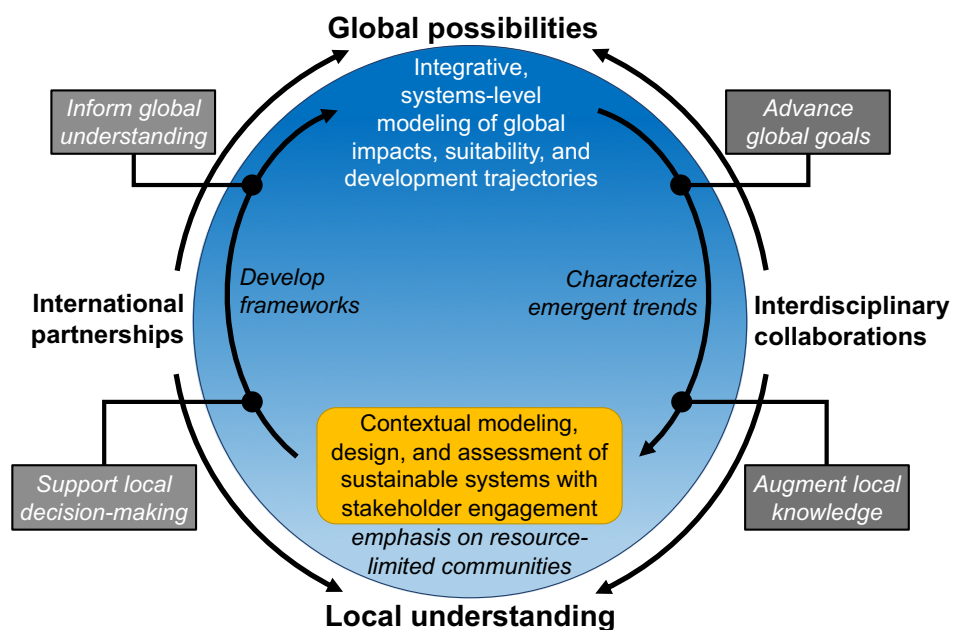 Global possibilities
Integrative,
systems-level
modeling of global
impacts, suitability, and
development trajectories
Inform global
understanding
Advance
global goals
Develop
frameworks
Characterize
emergent trends
International
partnerships
Interdisciplinary
collaborations
Contextual modeling,
design, and assessment of
sustainable systems with
stakeholder engagement
emphasis on resource-
limited communities
Support local
decision-making
Augment local
knowledge
Local understanding